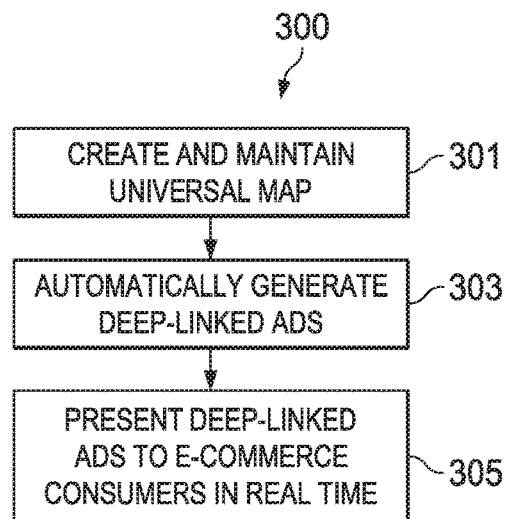 300
CREATE AND MAINTAIN
UNIVERSAL MAP
301
AUTOMATICALLY GENERATE
DEEP-LINKED ADS
303
PRESENT DEEP-LINKED
ADS TO E-COMMERCE
CONSUMERS IN REAL TIME
305